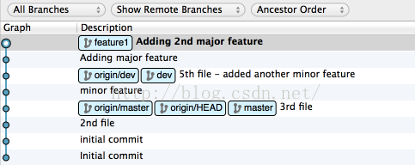 All Branches Show Remote Branches Ancestor Order
Graph Description
feature1 Adding 2nd major feature
Adding major feature
origin/dev dev 5th file - added another minor feature
minor feature
origin/master origin/HEAD master 3rd file
2nd file
initial commit
Initial commit
http://blog.csdn.net/